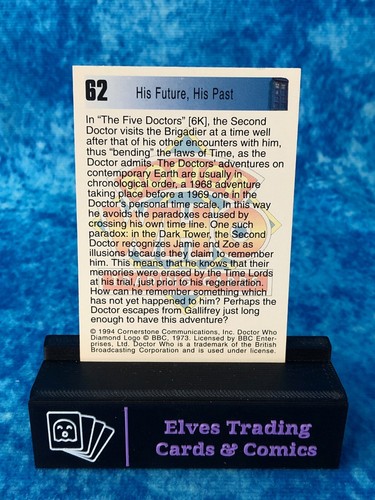 62
His Future, His Past
In "The Five Doctors" [6K], the Second
Doctor visits the Brigadier at a time well
after that of his other encounters with him,
thus "bending" the laws of Time, as the
Doctor admits. The Doctors' adventures on
contemporary Earth are usually in
chronological order, a 1968 adventure
taking place before a 1969 one in the
Doctor's personal time scale. In this way
he avoids the paradoxes caused by
crossing his own time line. One such
paradox: in the Dark Tower, the Second
Doctor recognizes Jamie and Zoe as
illusions because they claim to remember
him. This means that he knows that their
memories were erased by the Time Lords
at his trial, just prior to his regeneration.
How can he remember something which
has not yet happened to him? Perhaps the
Doctor escapes from Gallifrey just long
enough to have this adventure?
© 1994 Cornerstone Communications, Inc. Doctor Who
Diamond Logo © BBC, 1973. Licensed by BBC Enter-
prises, Ltd. Doctor Who is a trademark of the British
Broadcasting Corporation and is used under license.
Elves Trading
Cards & Comics